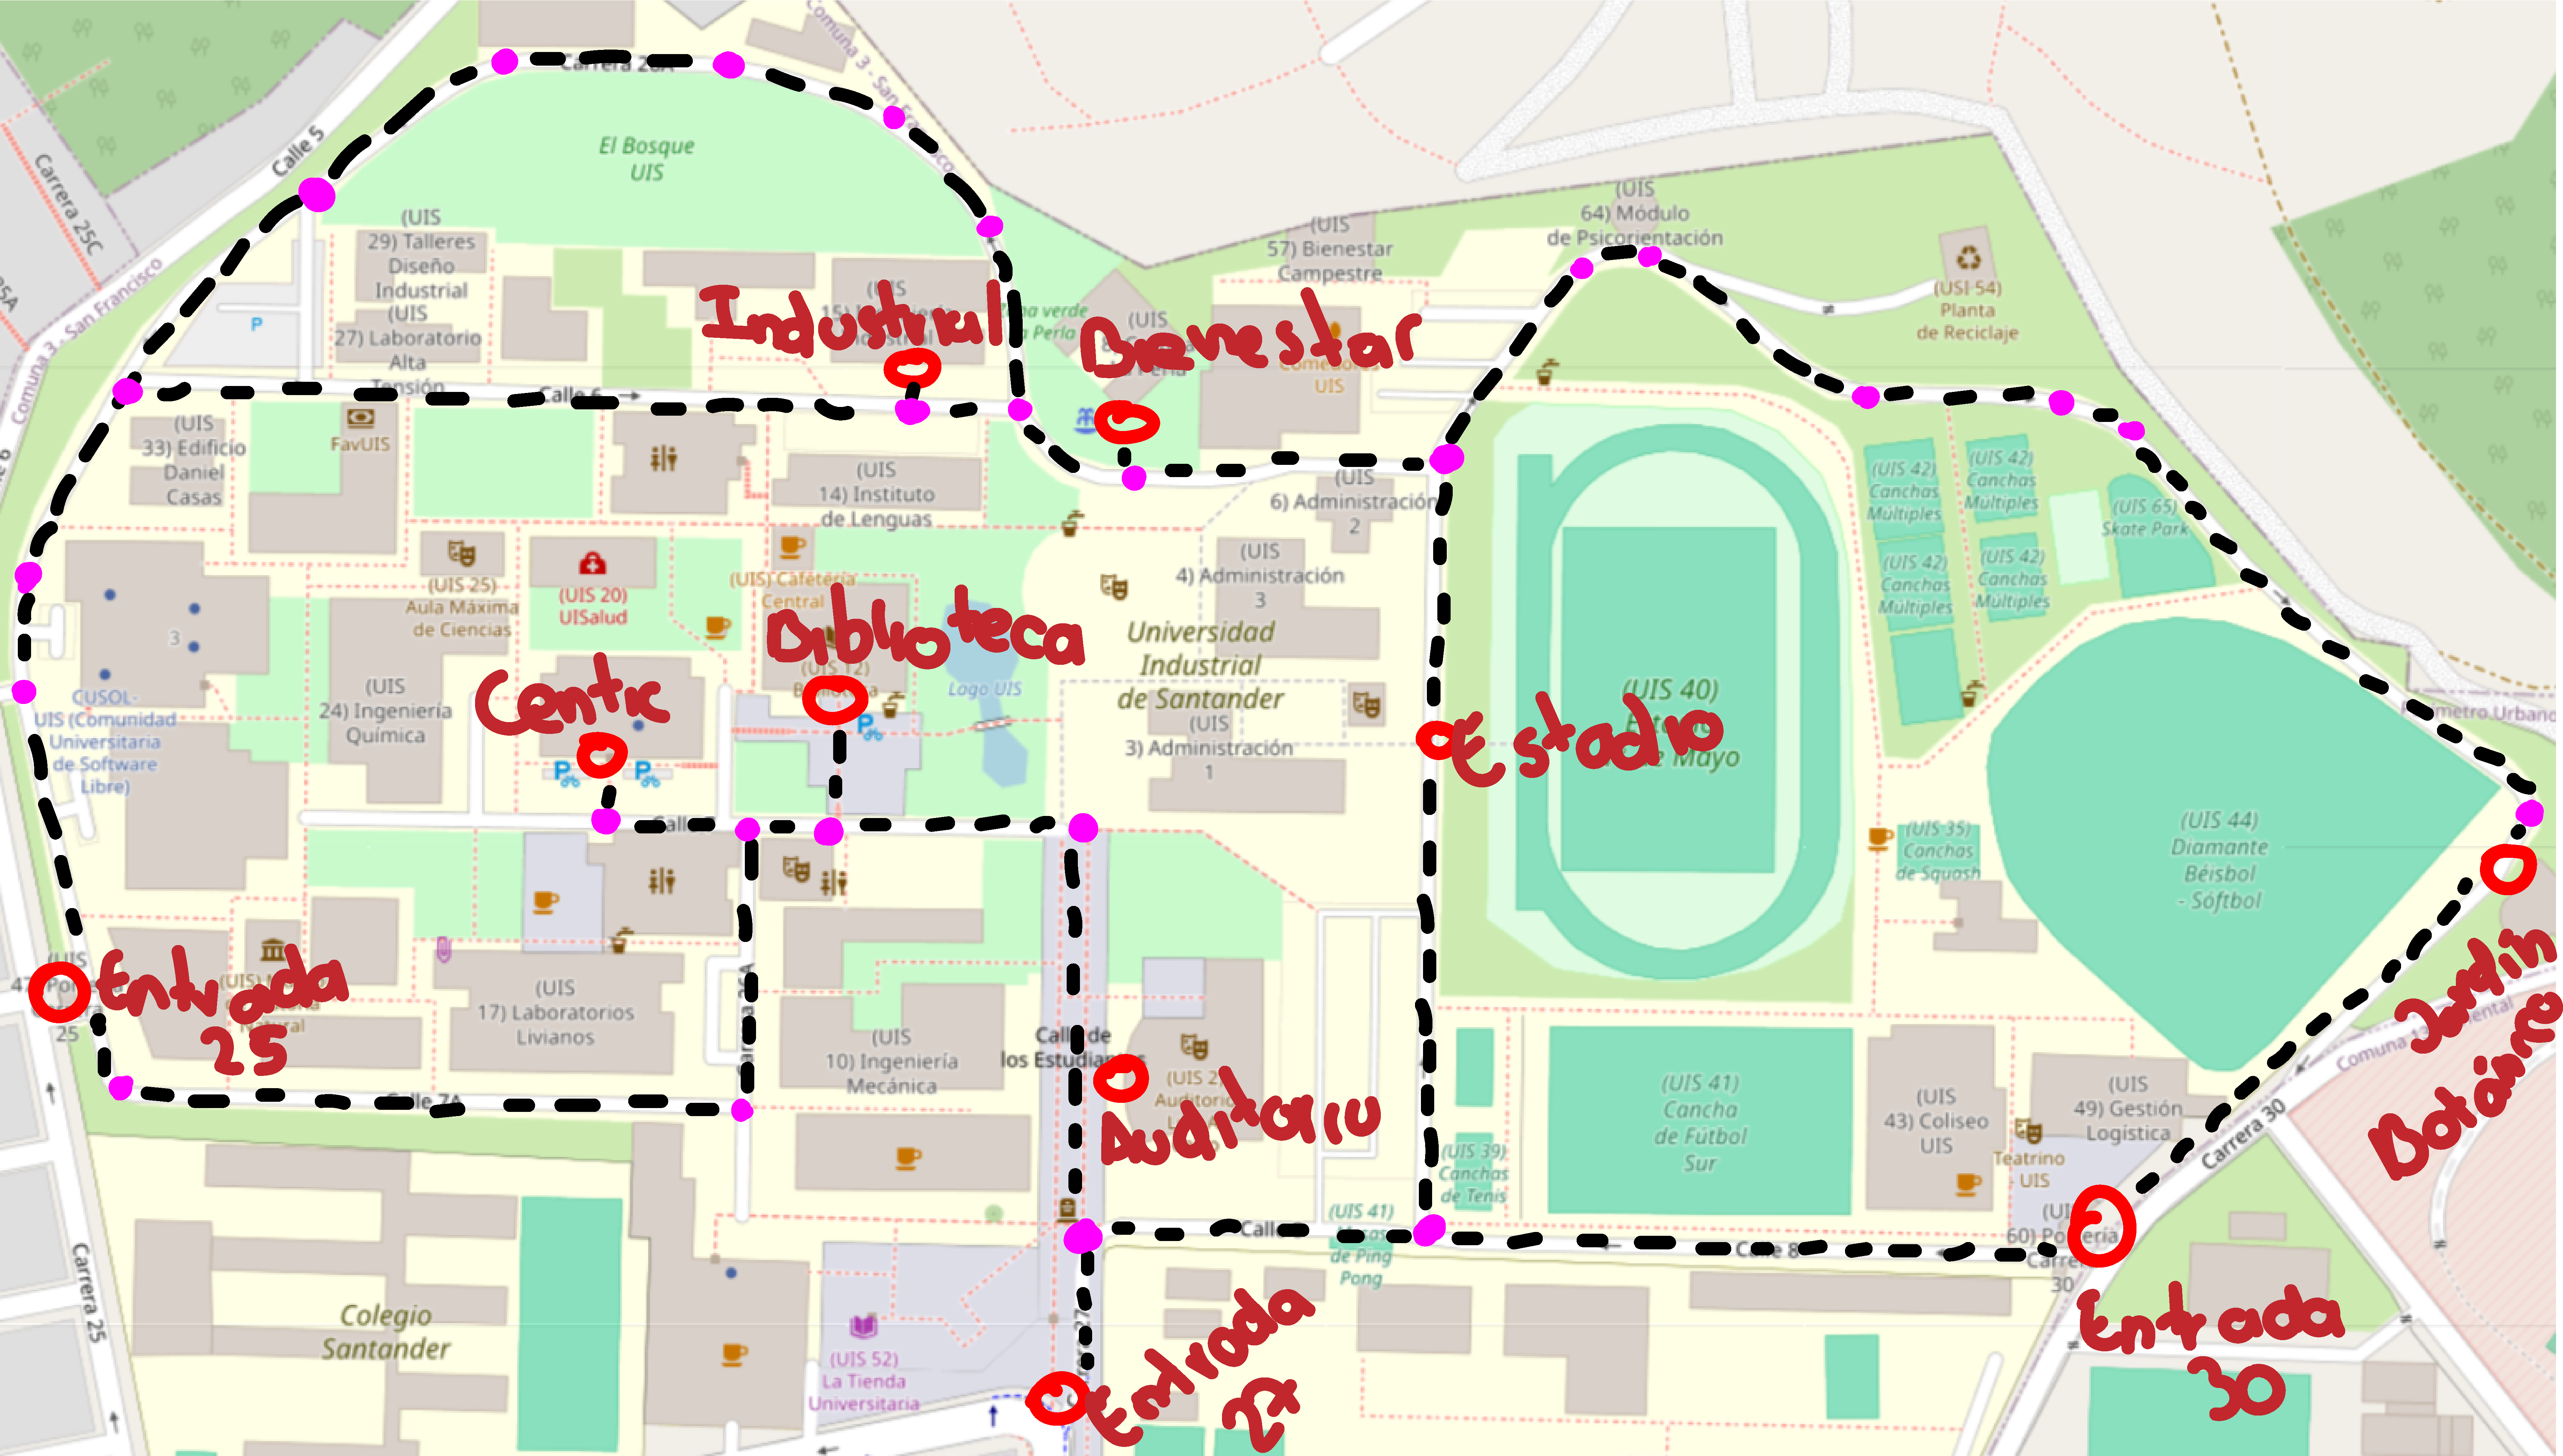 Carrera 28A
Comuna 3 - San Francisco
Calle 5
Carrera 25C
El Bosque
UIS
(UIS
64) Módulo
de Psicorientación
(UIS
29) Talleres
Diseño
Industrial
(UIS
57) Bienestar
Campestre
(USI 54)
Planta
de Reciclaje
Comuna 3 - San Francisco
P
(UIS
27) Laboratorio
Alta
Tensión
Industrial
Bienestar
UIS
Calle 6
(UIS
33) Edificio
Daniel
Casas
FavUIS
(UIS
14) Instituto
de Lenguas
(UIS
6) Administración
2
(UIS 42)
Canchas
Múltiples
(UIS 42)
Canchas
Múltiples
(UIS 65)
Skate Park
(UIS 25)
Aula Máxima
de Ciencias
(UIS 20)
UISalud
(UIS) Cafetería
Central
(UIS
4) Administración
3
(UIS 42)
Canchas
Múltiples
(UIS 42)
Canchas
Múltiples
3
Biblioteca
(UIS 12)
Lago UIS
Universidad
Industrial
de Santander
CUSOL-
UIS (Comunidad
Universitaria
de Software
Libre)
(UIS
24) Ingeniería
Química
Centic
P
P
P
(UIS
3) Administración
1
(UIS 40)
Estadio
Mayo
Perímetro Urbano
(UIS 35)
Canchas
de Squash
(UIS 44)
Diamante
Béisbol
- Sóftbol
Entrada
25
25
(UIS
17) Laboratorios
Livianos
(UIS
10) Ingeniería
Mecánica
los Estudiantes
Auditorio
(UIS 41)
Cancha
de Fútbol
Sur
(UIS
43) Coliseo
UIS
(UIS
49) Gestión
Logística
Teatrino
UIS
Jardín
Botánico
Calle 7A
(UIS 39)
Canchas
de Tenis
Carrera 30
(UIS 41)
Mesas
de Ping
Pong
Calle 8
60) Portería
Carrera
30
Carrera 25
Colegio
Santander
(UIS 52)
La Tienda
Universitaria
Entrada
27
Entrada
30